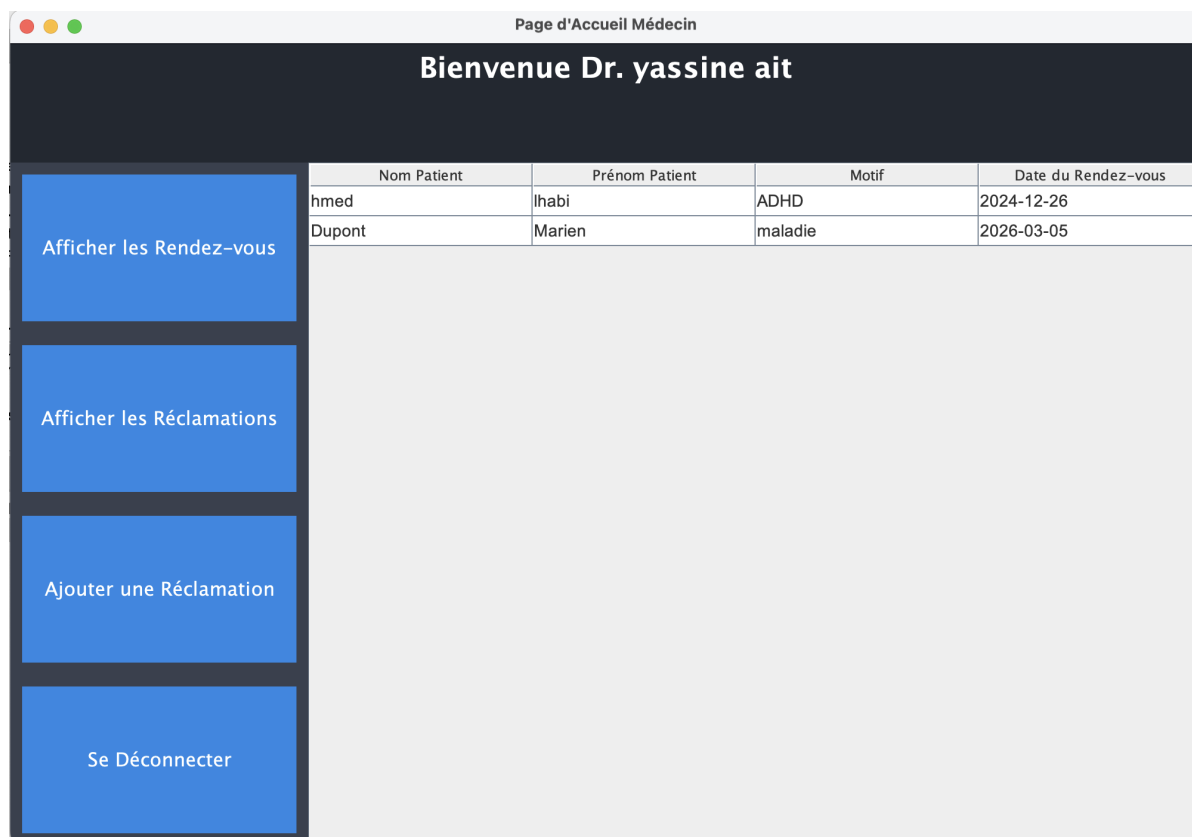 Page d'Accueil Médecin
Bienvenue Dr. yassine ait
Afficher les Rendez-vous
Afficher les Réclamations
Ajouter une Réclamation
Se Déconnecter
Nom Patient Prénom Patient Motif Date du Rendez-vous
hmed lhabi ADHD 2024-12-26
Dupont Marien maladie 2026-03-05